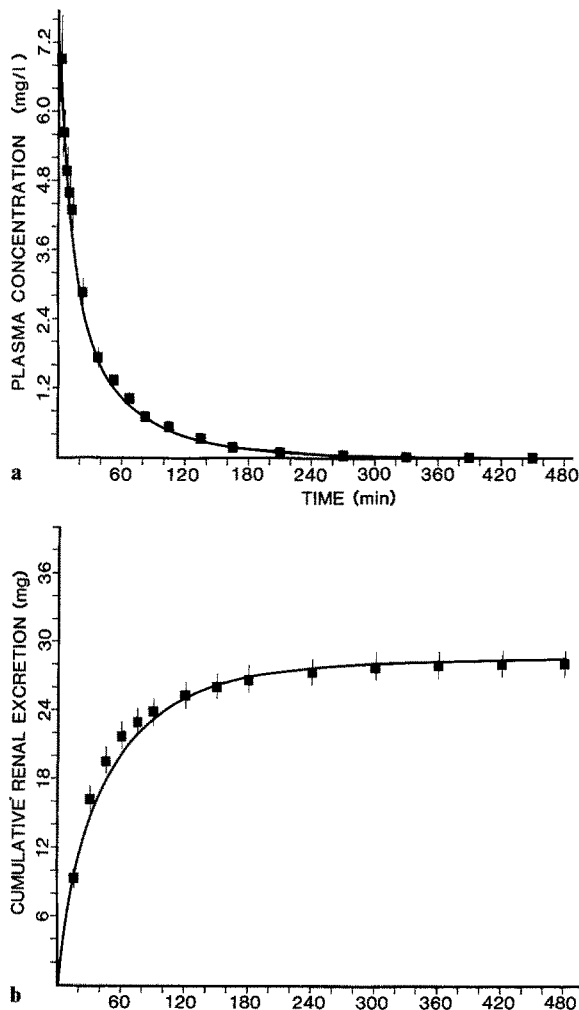 PLASMA CONCENTRATION (mg/l)
7.2
6.0
4.8
3.6
2.4
1.2
60 120 180 240 300 360 420 480
TIME (min)
a
CUMULATIVE RENAL EXCRETION (mg)
36
30
24
18
12
6
60 120 180 240 300 360 420 480
b